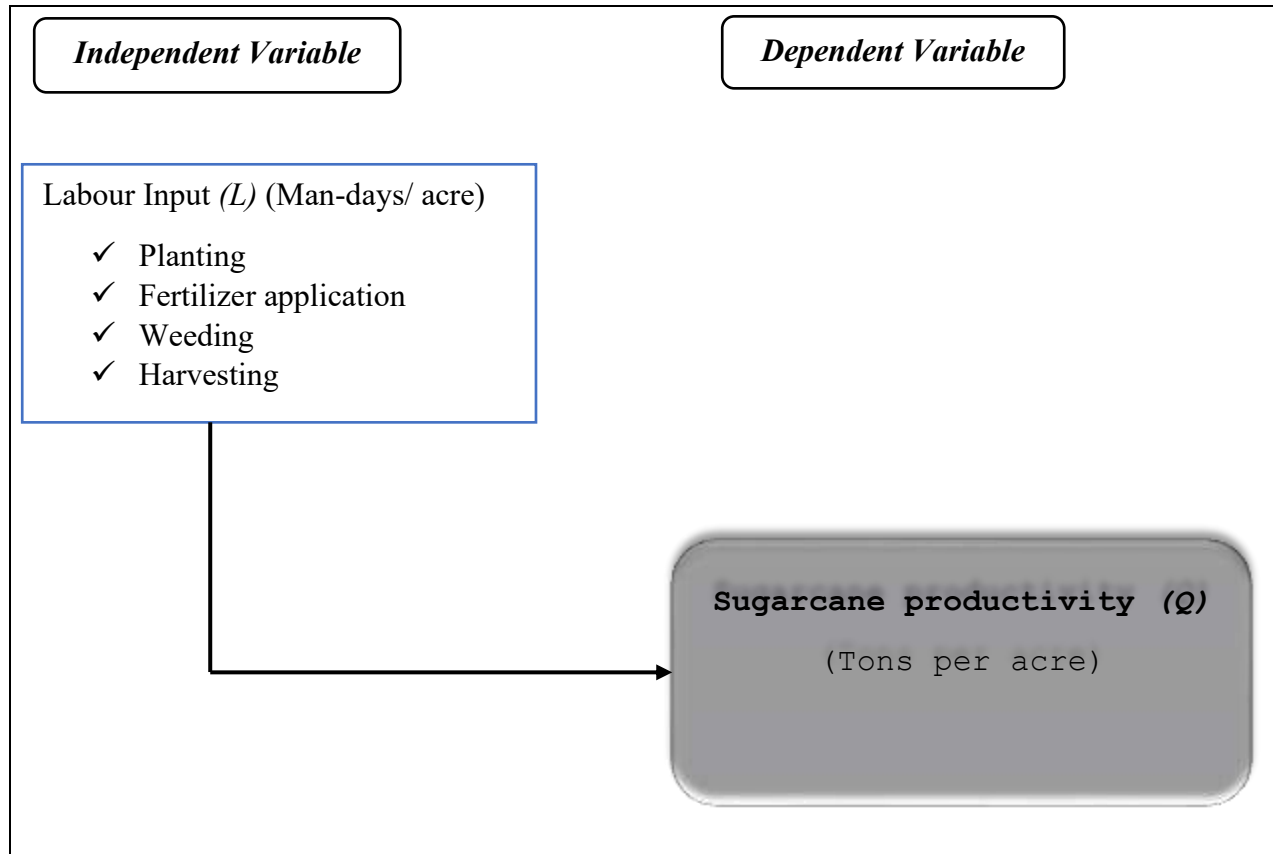 Independent Variable
Dependent Variable
Labour Input (L) (Man-days/ acre)
✓ Planting
✓ Fertilizer application
✓ Weeding
✓ Harvesting
Sugarcane productivity (Q)
(Tons per acre)